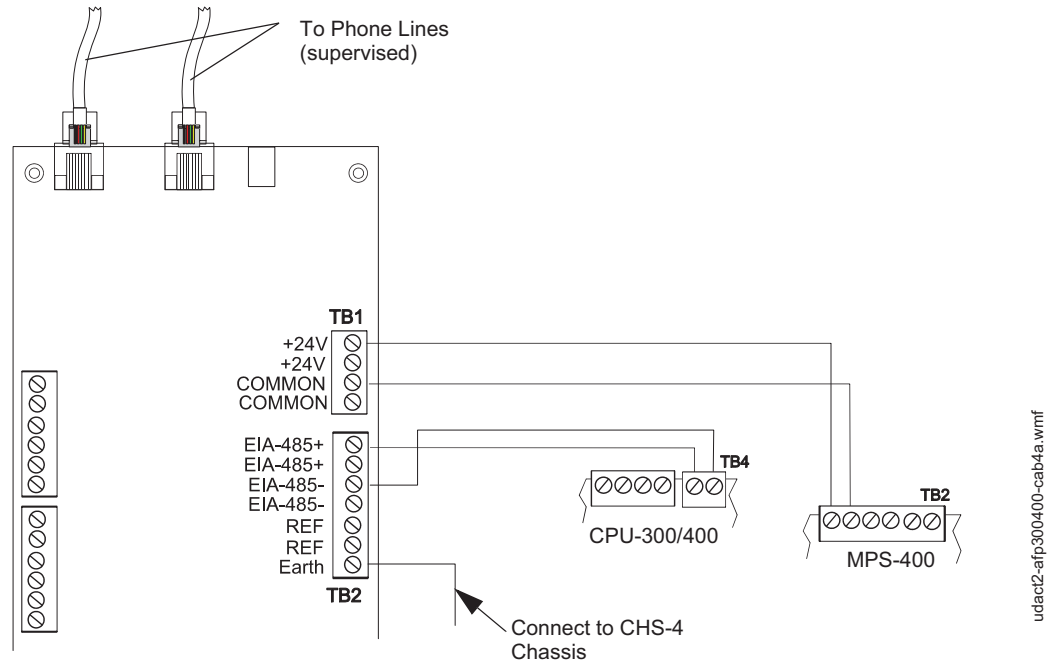 To Phone Lines
(supervised)
TB1
+24V
+24V
COMMON
COMMON
EIA-485+
EIA-485+
EIA-485-
EIA-485-
REF
REF
Earth
TB2
TB4
CPU-300/400
TB2
MPS-400
Connect to CHS-4
Chassis
udact2-afp300400-cab4a.wmf